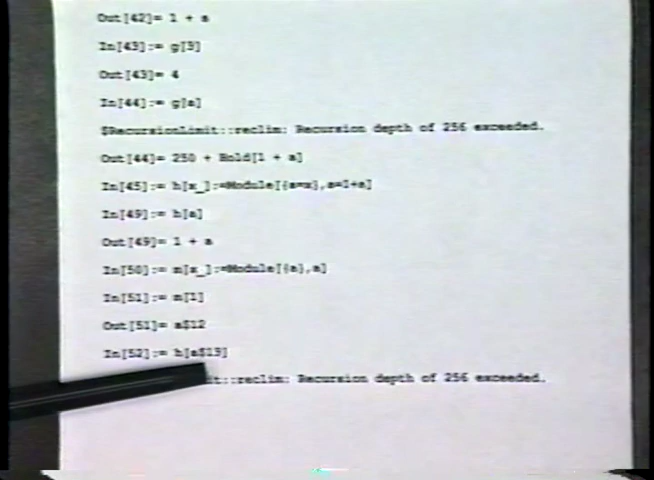 Out[42]= 1 + a
In[43]:= g[3]
Out[43]= 4
In[44]:= g[a]
$RecursionLimit::reclim: Recursion depth of 256 exceeded.
Out[44]= 250 + Hold[1 + a]
In[45]:= h[x_]:=Module[{a=x},a=1+a]
In[49]:= h[a]
Out[49]= 1 + a
In[50]:= m[x_]:=Module[{a},a]
In[51]:= m[1]
Out[51]= a$12
In[52]:= h[a$13]
it::reclim: Recursion depth of 256 exceeded.